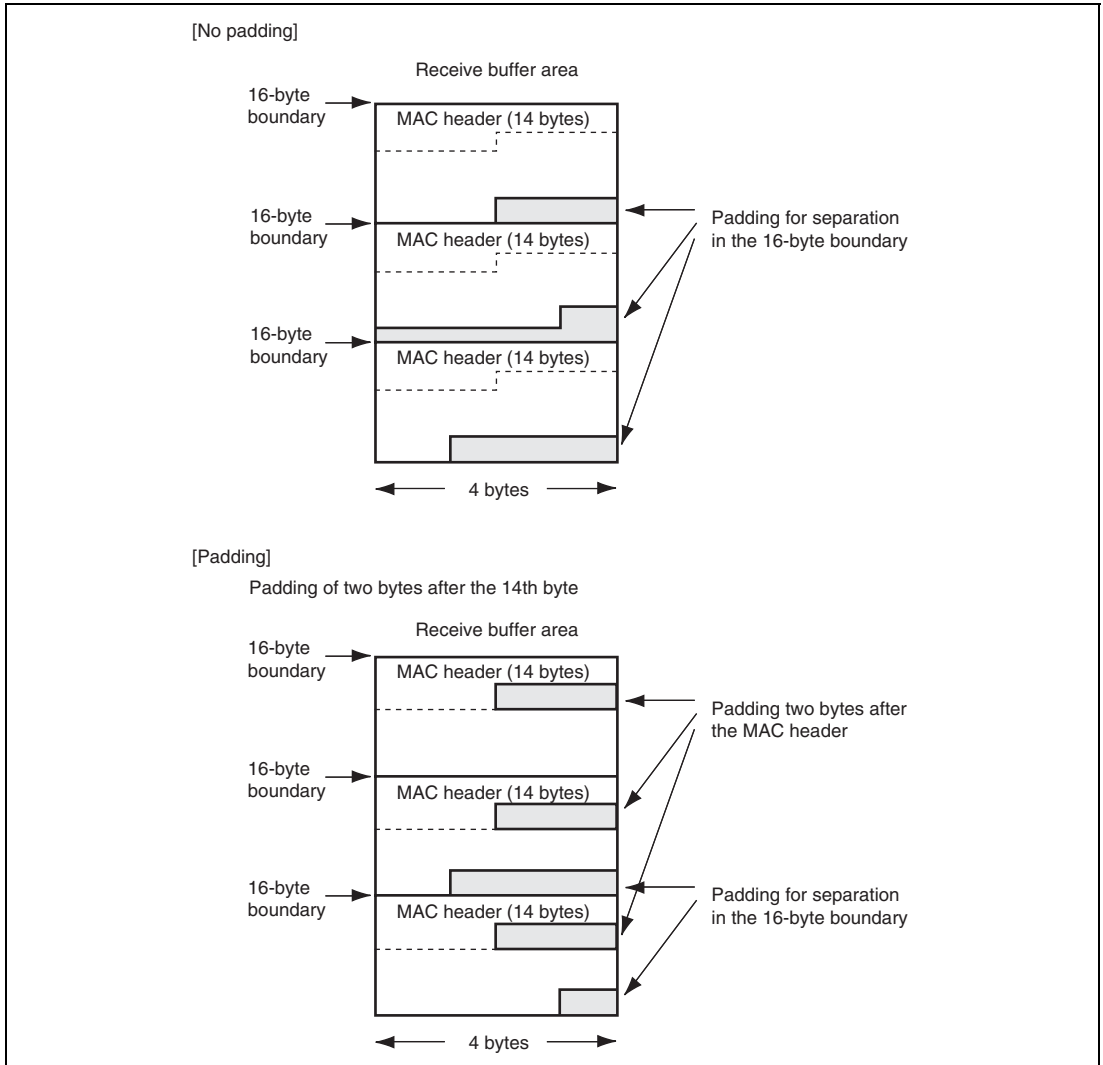 [No padding]
Receive buffer area
16-byte
boundary
MAC header (14 bytes)
16-byte
boundary
MAC header (14 bytes)
Padding for separation
in the 16-byte boundary
16-byte
boundary
MAC header (14 bytes)
4 bytes
[Padding]
Padding of two bytes after the 14th byte
Receive buffer area
16-byte
boundary
MAC header (14 bytes)
Padding two bytes after
the MAC header
16-byte
boundary
MAC header (14 bytes)
16-byte
boundary
MAC header (14 bytes)
Padding for separation
in the 16-byte boundary
4 bytes